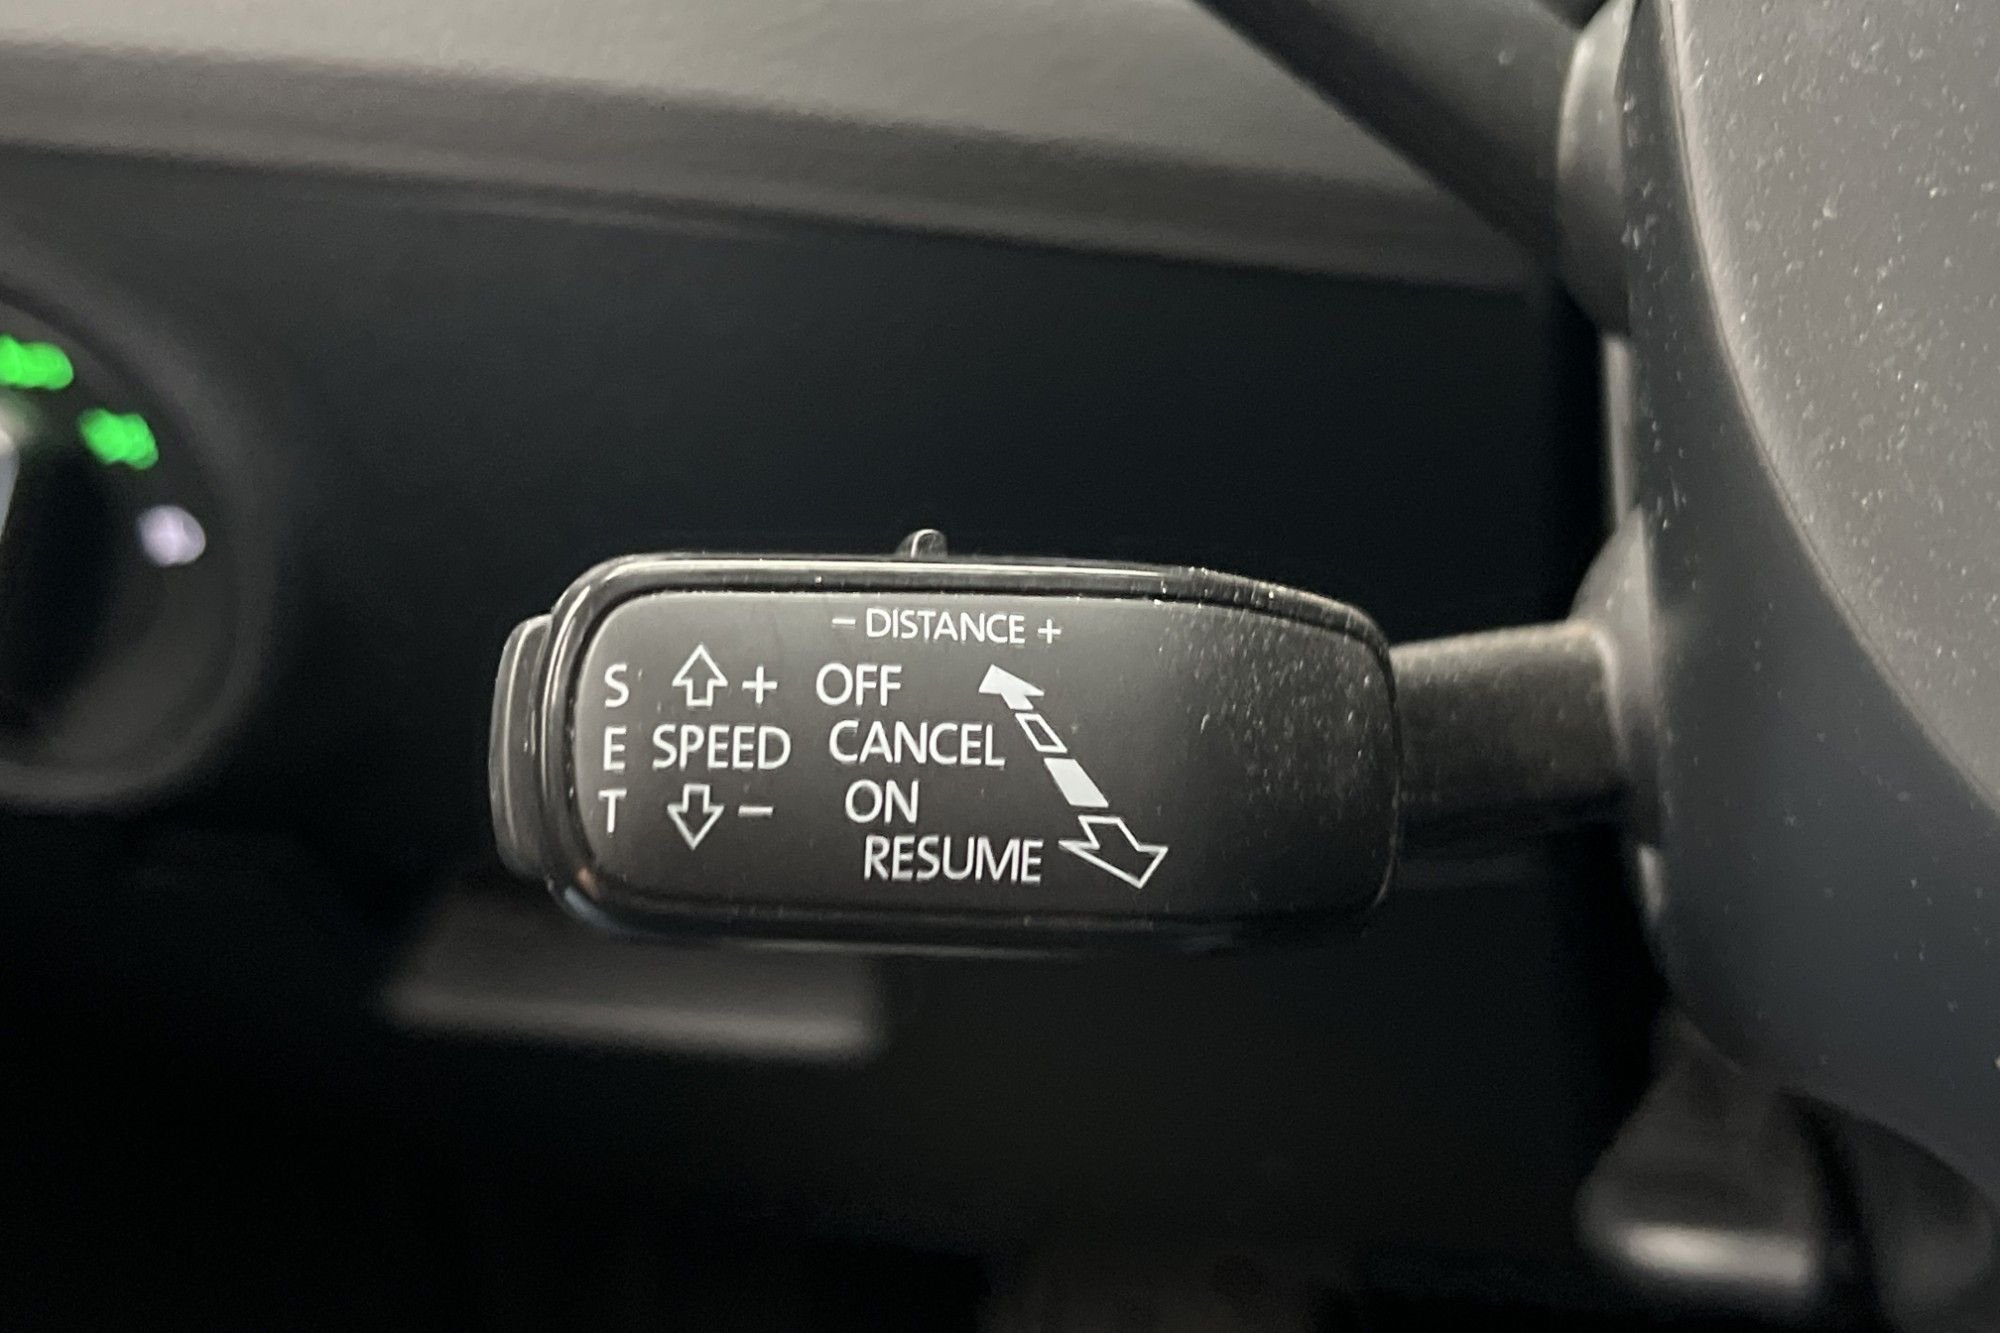 - DISTANCE +
S + OFF
E SPEED CANCEL
T - ON
RESUME